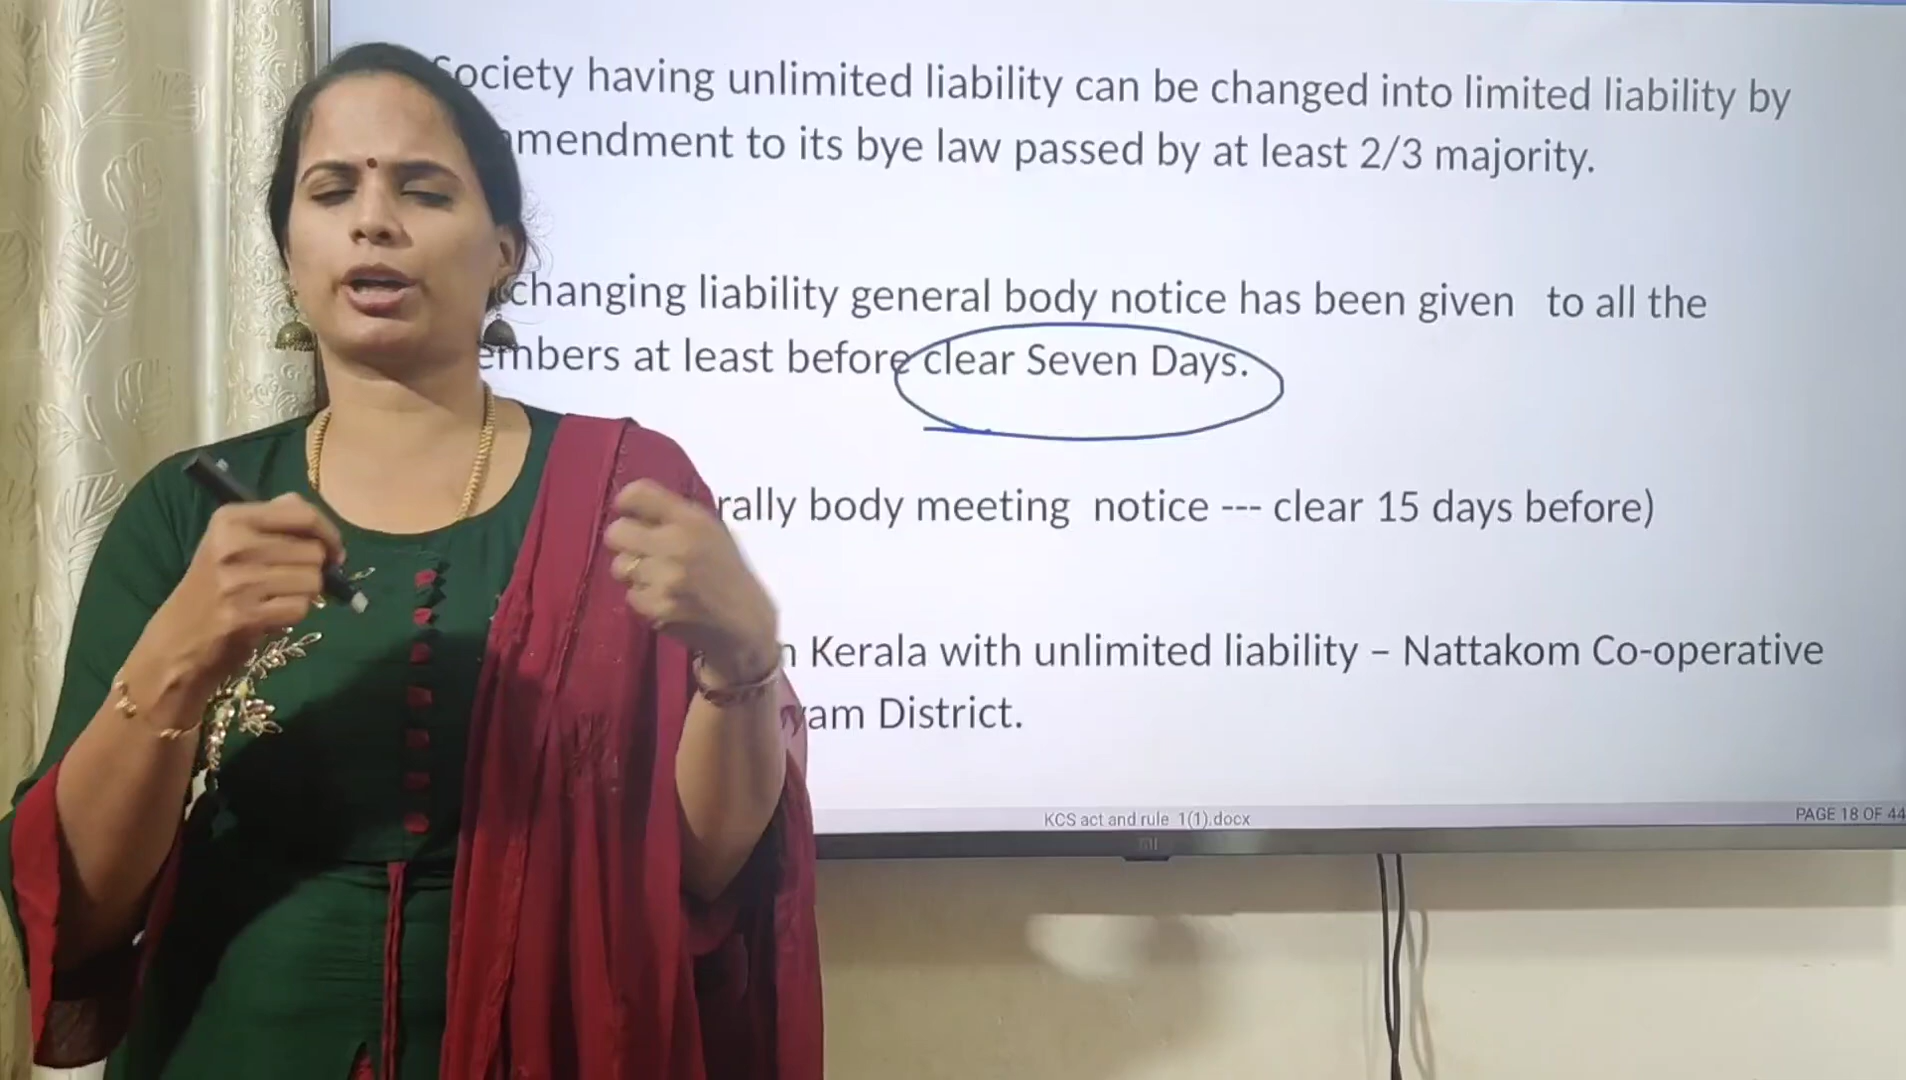 Society having unlimited liability can be changed into limited liability by
mendment to its bye law passed by at least 2/3 majority.
changing liability general body notice has been given to all the
embers at least before clear Seven Days.
rally body meeting notice --- clear 15 days before)
n Kerala with unlimited liability – Nattakom Co-operative
yam District.
KCS act and rule 1(1).docx
PAGE 18 OF 44
mi